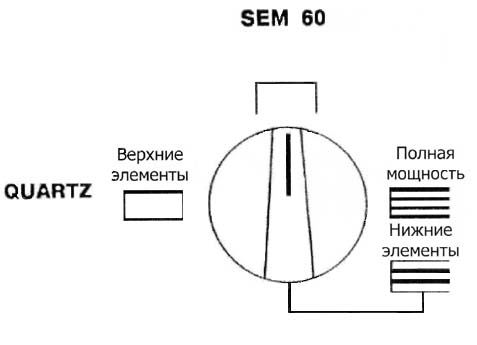 SEM 60
Верхние
элементы
QUARTZ
Полная
мощность
Нижние
элементы